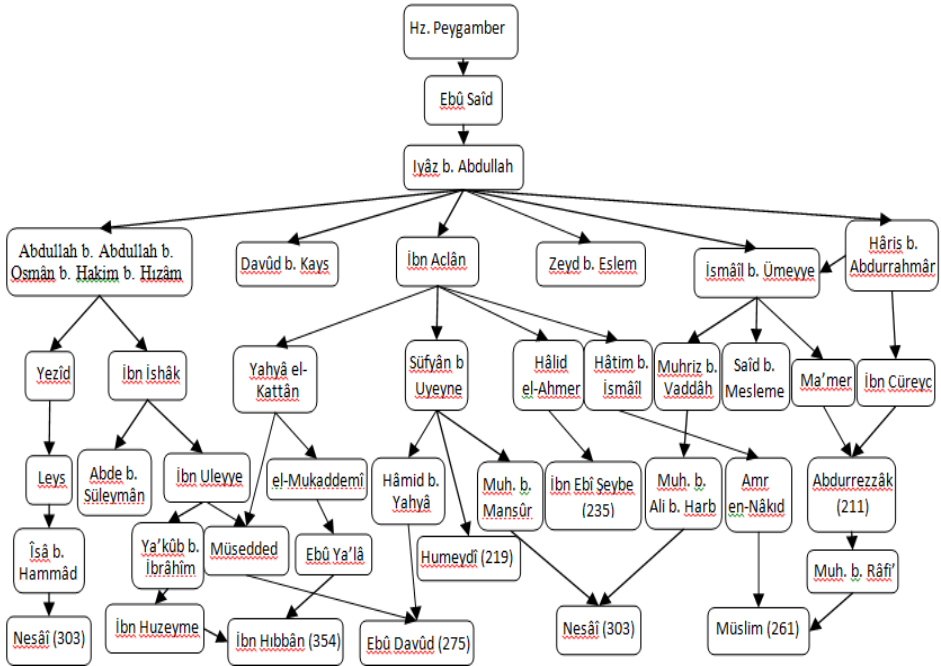 Hz. Peygamber
Ebû Saîd
Iyâz b. Abdullah
Abdullah b. Abdullah b.
Osmân b. Hakim b. Hızâm
Davûd b. Kays
İbn Aclân
Zeyd b. Eslem
İsmâîl b. Ümeyye
Hâris b.
Abdurrahmâr
Yezîd
İbn İshâk
Yahyâ el-
Kattân
Süfyân b
Uyeyne
Hâlid
el-Ahmer
Hâtim b.
İsmâîl
Muhriz b.
Vaddâh
Saîd b.
Mesleme
Ma’mer
İbn Cüreyc
Leys
Abde b.
Süleymân
İbn Uleyye
el-Mukaddemî
Hâmid b.
Yahyâ
Muh. b.
Mansûr
İbn Ebî Şeybe
(235)
Muh. b.
Ali b. Harb
Amr
en-Nâkıd
Abdurrezzâk
(211)
Îsâ b.
Hammâd
Ya’kûb b.
İbrâhîm
Müsedded
Ebû Ya’lâ
Humeydî (219)
Muh. b. Râfi’
Nesâî (303)
İbn Huzeyme
İbn Hıbbân (354)
Ebû Davûd (275)
Nesâî (303)
Müslim (261)